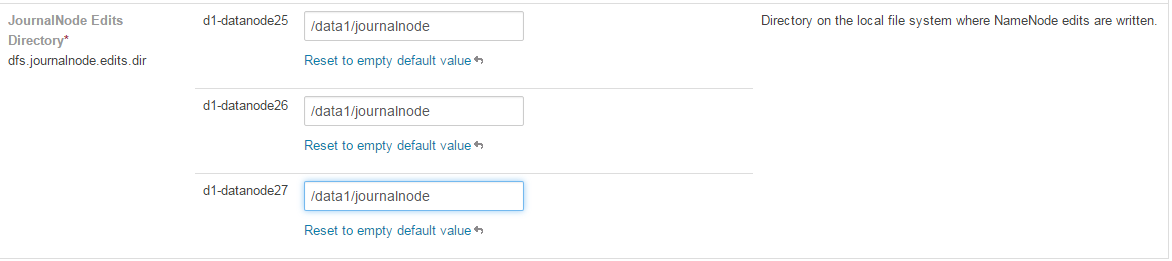 JournalNode Edits
Directory*
dfs.journalnode.edits.dir
d1-datanode25
/data1/journalnode
Reset to empty default value
d1-datanode26
/data1/journalnode
Reset to empty default value
d1-datanode27
/data1/journalnode
Reset to empty default value
Directory on the local file system where NameNode edits are written.